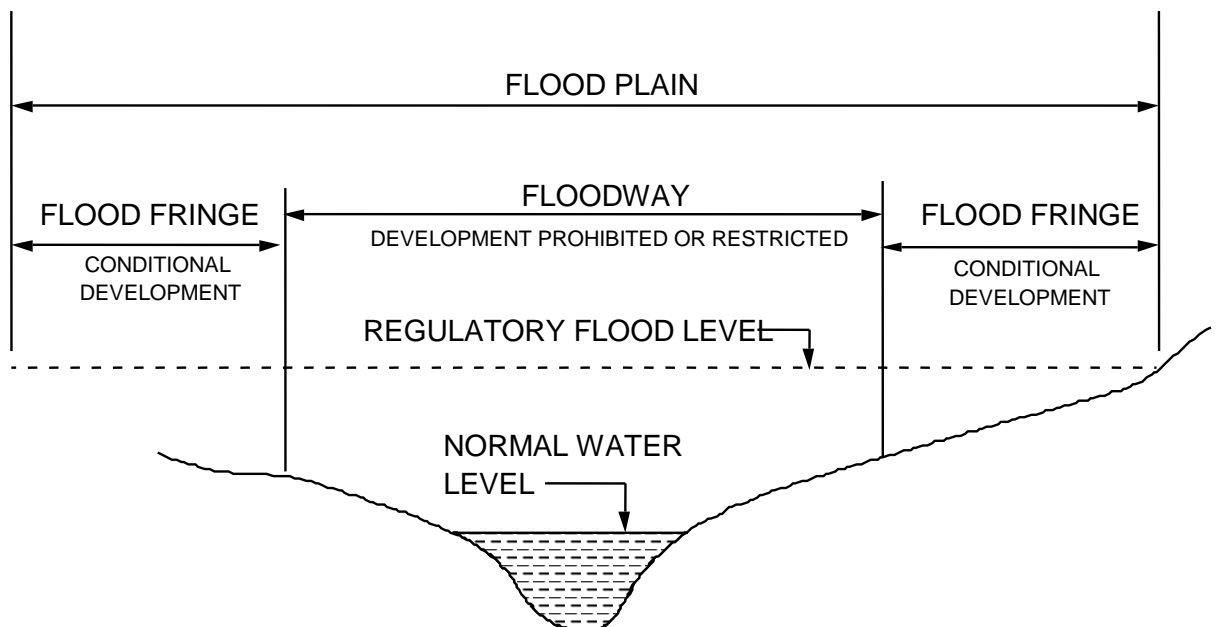 FLOOD PLAIN
FLOOD FRINGE
CONDITIONAL
DEVELOPMENT
FLOODWAY
DEVELOPMENT PROHIBITED OR RESTRICTED
FLOOD FRINGE
CONDITIONAL
DEVELOPMENT
REGULATORY FLOOD LEVEL
NORMAL WATER
LEVEL